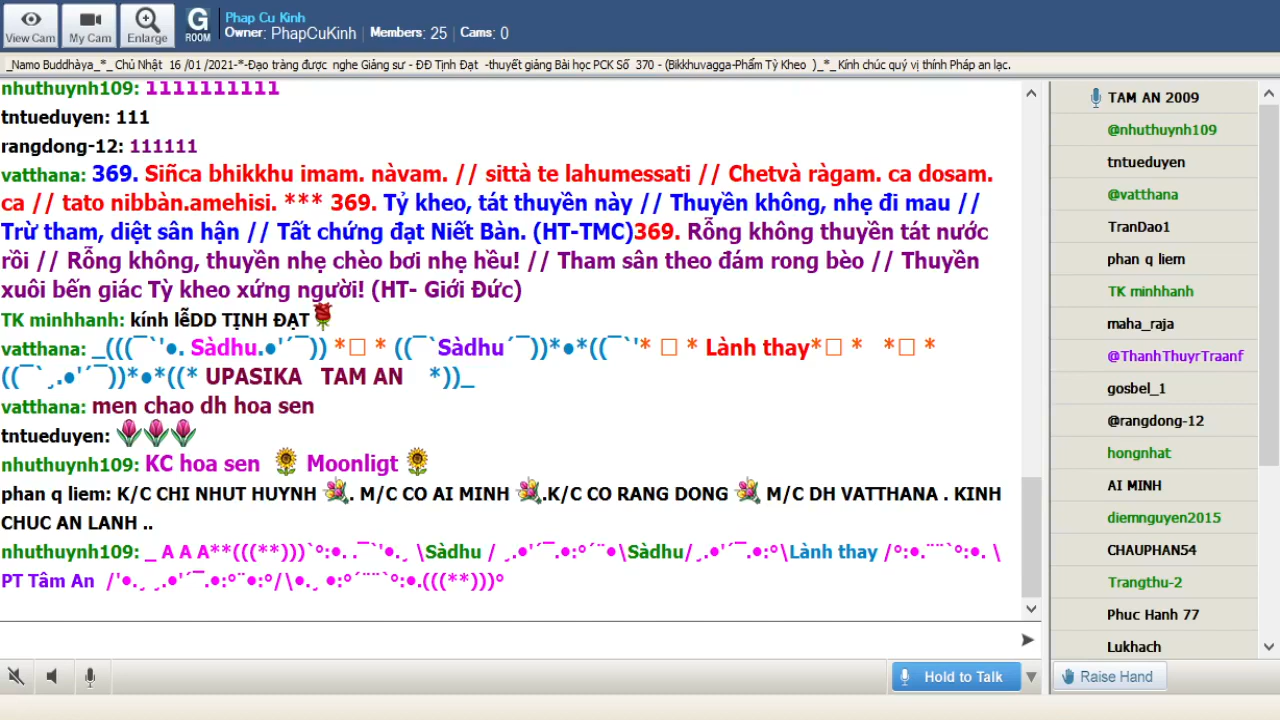 View Cam
My Cam
Enlarge
G
ROOM
Phap Cu Kinh
Owner: PhapCuKinh Members: 25 Cams: 0
_Namo Buddhàya_*_ Chủ Nhật 16 /01 /2021-*-Đạo tràng được nghe Giảng sư - ĐĐ Tịnh Đạt -thuyết giảng Bài học PCK Số 370 - (Bikkhuvagga-Phẩm Tỳ Kheo )_*_ Kính chúc quý vị thính Pháp an lạc.
nhuthuynh109: 1111111111
tntueduyen: 111
rangdong-12: 111111
vatthana: 369. Siñca bhikkhu imam. nàvam. // sittà te lahumessati // Chetvà ràgam. ca dosam.
ca // tato nibbàn.amehisi. *** 369. Tỷ kheo, tát thuyền này // Thuyền không, nhẹ đi mau //
Trừ tham, diệt sân hận // Tất chứng đạt Niết Bàn. (HT-TMC)369. Rỗng không thuyền tát nước
rồi // Rỗng không, thuyền nhẹ chèo bơi nhẹ hều! // Tham sân theo đám rong bèo // Thuyền
xuôi bến giác Tỳ kheo xứng người! (HT- Giới Đức)
TK minhhanh: kính lễDD TỊNH ĐẠT
vatthana: _(((¯`'●. Sàdhu.●'´¯)) *□ * ((¯`Sàdhu´¯))*●*((¯`'* □ * Lành thay*□ * *□ *
((¯`¸.●'´¯))*●*((* UPASIKA TAM AN *))_
vatthana: men chao dh hoa sen
tntueduyen:
nhuthuynh109: KC hoa sen Moonligt
phan q liem: K/C CHI NHUT HUYNH . M/C CO AI MINH .K/C CO RANG DONG M/C DH VATTHANA . KINH
CHUC AN LANH ..
nhuthuynh109: _ A A A**(((**)))`°:●. .¯`'●.¸ \Sàdhu / ¸.●'´¯.●:°´¨●\Sàdhu/ ¸.●'´¯.●:°\Lành thay /°:●.¨¨`°:●. \
PT Tâm An /'●.¸ ¸.●'´¯.●:°¨●:°/\●.¸ ●:°´¨¨`°:●.(((**)))°
Hold to Talk
TAM AN 2009
@nhuthuynh109
tntueduyen
@vatthana
TranDao1
phan q liem
TK minhhanh
maha_raja
@ThanhThuyrTraanf
gosbel_1
@rangdong-12
hongnhat
AI MINH
diemnguyen2015
CHAUPHAN54
Trangthu-2
Phuc Hanh 77
Lukhach
Raise Hand